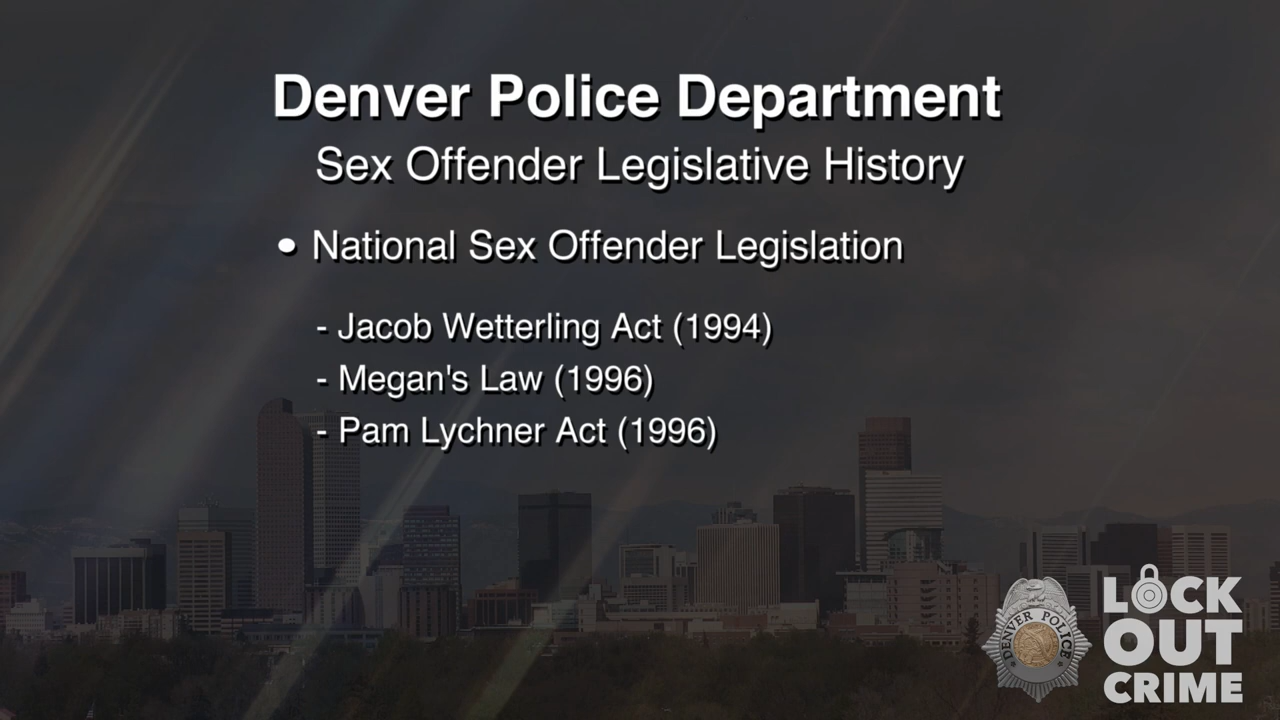 Denver Police Department
Sex Offender Legislative History
• National Sex Offender Legislation
- Jacob Wetterling Act (1994)
- Megan's Law (1996)
- Pam Lychner Act (1996)
DENVER POLICE
LOCK
OUT
CRIME